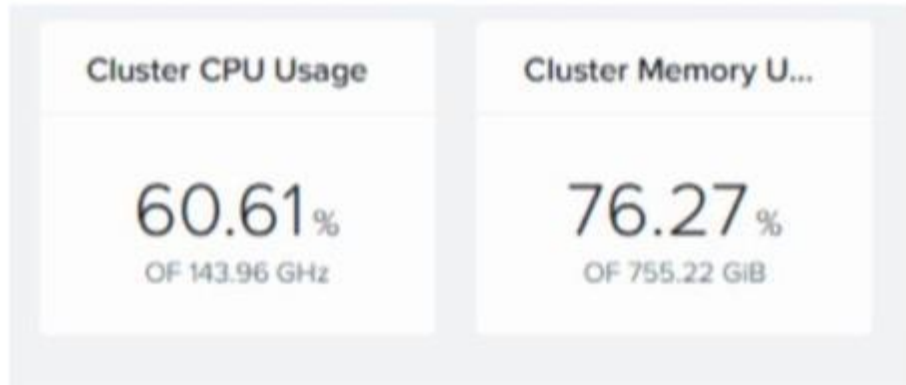 Cluster CPU Usage
60.61%
OF 143.96 GHz
Cluster Memory U...
76.27%
OF 755.22 GiB